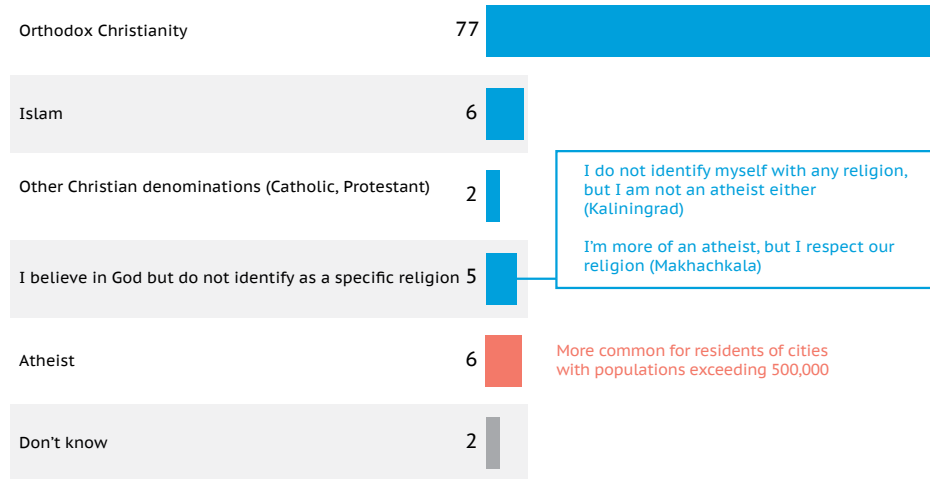 Orthodox Christianity 77
Islam 6
Other Christian denominations (Catholic, Protestant) 2
I believe in God but do not identify as a specific religion 5
I do not identify myself with any religion,
but I am not an atheist either
(Kaliningrad)
I'm more of an atheist, but I respect our
religion (Makhachkala)
Atheist 6
More common for residents of cities
with populations exceeding 500,000
Don't know 2